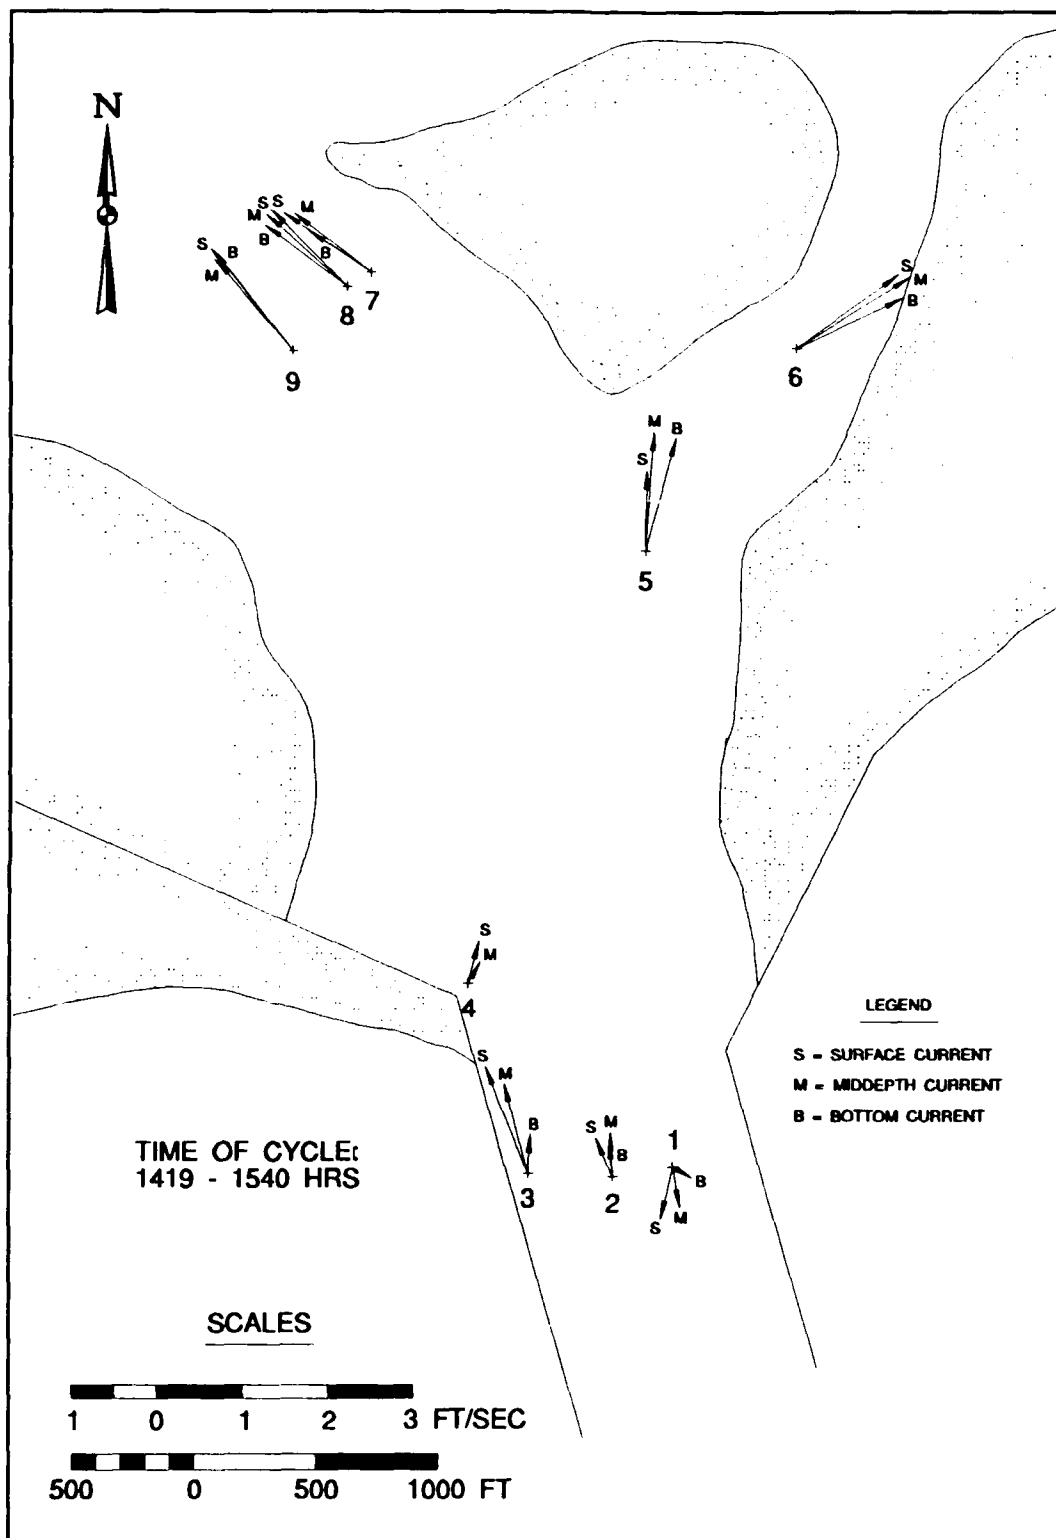 N
S S M
M
B
B
S B
M
7
8
9
S
M
B
6
M B
S
5
S
M
4
LEGEND
S = SURFACE CURRENT
M = MIDDEPTH CURRENT
B = BOTTOM CURRENT
S M
B
3
S M
B
2
1
B
M
S
TIME OF CYCLE:
1419 - 1540 HRS
SCALES
1 0 1 2 3 FT/SEC
500 0 500 1000 FT